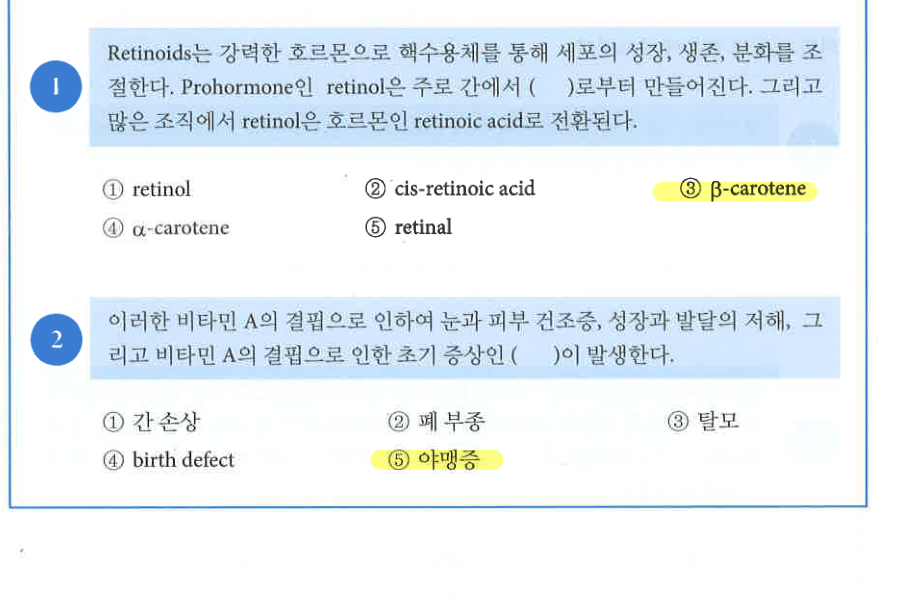 1
Retinoids는 강력한 호르몬으로 핵수용체를 통해 세포의 성장, 생존, 분화를 조
절한다. Prohormone인 retinol은 주로 간에서 ( )로부터 만들어진다. 그리고
많은 조직에서 retinol은 호르몬인 retinoic acid로 전환된다.
① retinol ② cis-retinoic acid ③ β-carotene
④ α-carotene ⑤ retinal
2
이러한 비타민 A의 결핍으로 인하여 눈과 피부 건조증, 성장과 발달의 저해, 그
리고 비타민 A의 결핍으로 인한 초기 증상인 ( )이 발생한다.
① 간 손상 ② 폐 부종 ③ 탈모
④ birth defect ⑤ 야맹증